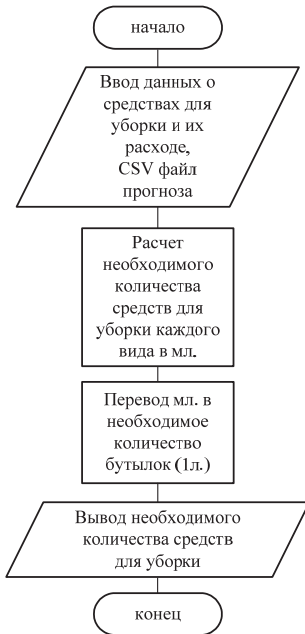 начало
Ввод данных о
средствах для
уборки и их
расходе,
CSV файл
прогноза
Расчет
необходимого
количества
средств для
уборки каждого
вида в мл.
Перевод мл. в
необходимое
количество
бутылок (1л.)
Вывод необходимого
количества средств
для уборки
конец